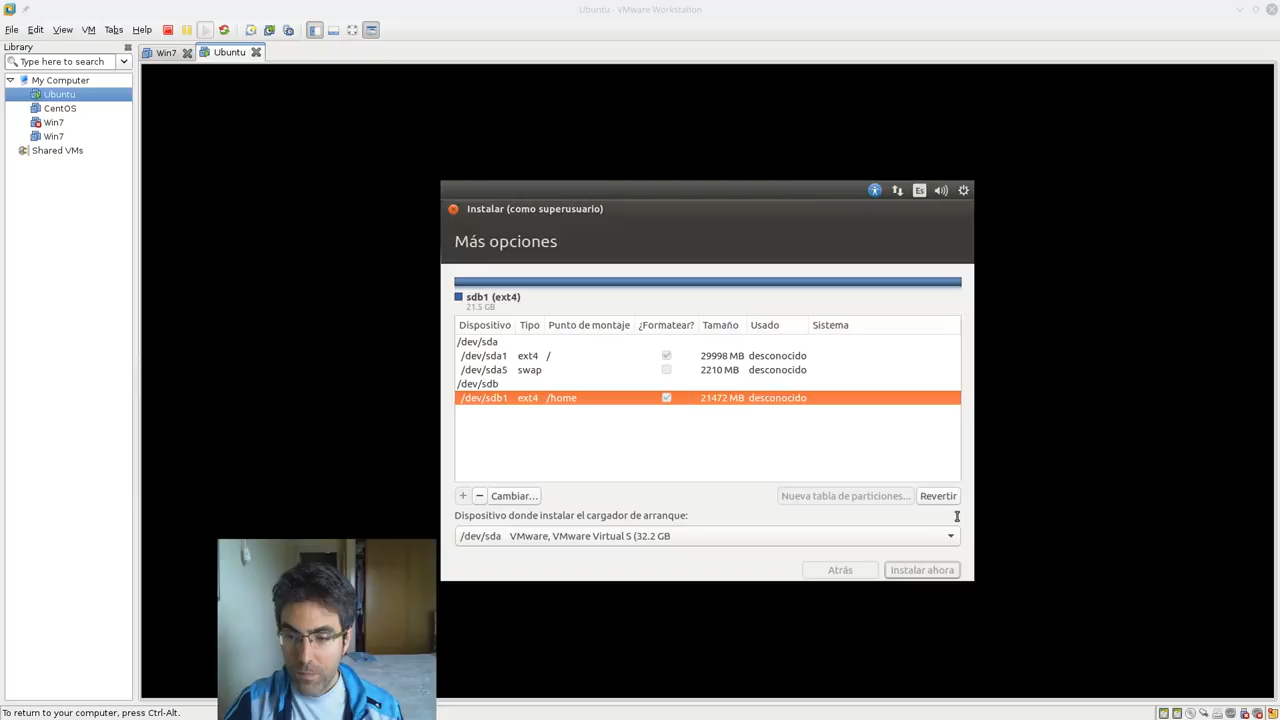 Ubuntu - VMware Workstation
File Edit View VM Tabs Help
Library
Type here to search
Win7
Ubuntu
My Computer
Ubuntu
CentOS
Win7
Win7
Shared VMs
Es
Instalar (como superusuario)
Más opciones
sdb1 (ext4)
21.5 GB
Dispositivo Tipo Punto de montaje ¿Formatear? Tamaño Usado Sistema
/dev/sda
/dev/sda1 ext4 / 29998 MB desconocido
/dev/sda5 swap 2210 MB desconocido
/dev/sdb
/dev/sdb1 ext4 /home 21472 MB desconocido
+ − Cambiar... Nueva tabla de particiones... Revertir
Dispositivo donde instalar el cargador de arranque:
/dev/sda VMware, VMware Virtual S (32.2 GB
Atrás Instalar ahora
To return to your computer, press Ctrl-Alt.